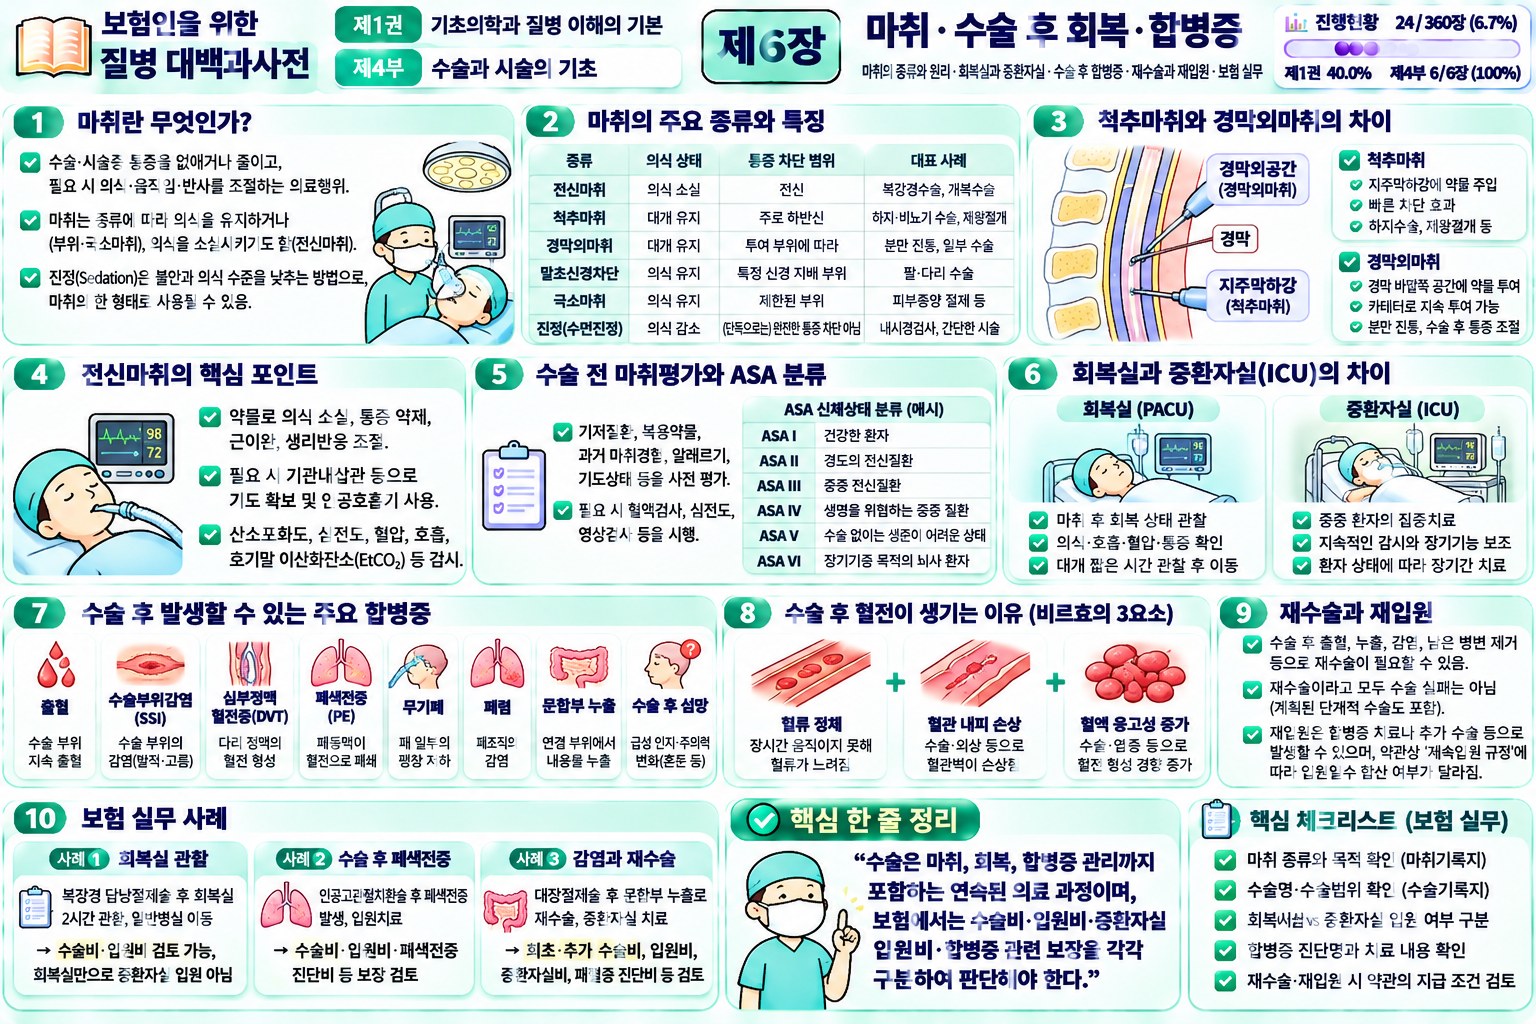 보험인을 위한
질병 대백과사전
제1권 기초의학과 질병 이해의 기본
제4부 수술과 시술의 기초
제6장
마취·수술 후 회복·합병증
마취의 종류와 원리·회복실과 중환자실·수술 후 합병증·재수술과 재입원·보험 실무
진행현황 24/360장 (6.7%)
제1권 40.0% 제4부 6/6장 (100%)
1 마취란 무엇인가?
수술·시술중 통증을 없애거나 줄이고,
필요 시 의식·움직임·반사를 조절하는 의료행위.
마취는 종류에 따라 의식을 유지하거나
(부위·국소마취), 의식을 소실시키기도 함(전신마취).
진정(Sedation)은 불안과 의식 수준을 낮추는 방법으로,
마취의 한 형태로 사용될 수 있음.
2 마취의 주요 종류와 특징
종류 의식 상태 통증 차단 범위 대표 사례
전신마취 의식 소실 전신 복강경수술, 개복수술
척추마취 대개 유지 주로 하반신 하지·비뇨기 수술, 제왕절개
경막외마취 대개 유지 투여 부위에 따라 분만 진통, 일부 수술
말초신경차단 의식 유지 특정 신경 지배 부위 팔·다리 수술
국소마취 의식 유지 제한된 부위 피부종양 절제 등
진정(수면진정) 의식 감소 (단독으로는) 완전한 통증 차단 아님 내시경검사, 간단한 시술
3 척추마취와 경막외마취의 차이
경막외공간
(경막외마취)
경막
지주막하강
(척추마취)
척추마취
지주막하강에 약물 주입
빠른 차단 효과
하지수술, 제왕절개 등
경막외마취
경막 바깥쪽 공간에 약물 투여
카테터로 지속 투여 가능
분만 진통, 수술 후 통증 조절
4 전신마취의 핵심 포인트
98
72
약물로 의식 소실, 통증 억제,
근이완, 생리반응 조절.
필요 시 기관내삽관 등으로
기도 확보 및 인공호흡기 사용.
산소포화도, 심전도, 혈압, 호흡,
호기말 이산화탄소(EtCO₂) 등 감시.
5 수술 전 마취평가와 ASA 분류
기저질환, 복용약물,
과거 마취경험, 알레르기,
기도상태 등을 사전 평가.
필요 시 혈액검사, 심전도,
영상검사 등을 시행.
ASA 신체상태 분류 (예시)
ASA I 건강한 환자
ASA II 경도의 전신질환
ASA III 중증 전신질환
ASA IV 생명을 위협하는 중증 질환
ASA V 수술 없이는 생존이 어려운 상태
ASA VI 장기기증 목적의 뇌사 환자
6 회복실과 중환자실(ICU)의 차이
회복실 (PACU)
마취 후 회복 상태 관찰
의식·호흡·혈압·통증 확인
대개 짧은 시간 관찰 후 이동
중환자실 (ICU)
중증 환자의 집중치료
지속적인 감시와 장기기능 보조
환자 상태에 따라 장기간 치료
7 수술 후 발생할 수 있는 주요 합병증
출혈
수술 부위
지속 출혈
수술부위감염
(SSI)
수술 부위의
감염(발적·고름)
심부정맥
혈전증(DVT)
다리 정맥의
혈전 형성
폐색전증
(PE)
폐동맥이
혈전으로 폐쇄
무기폐
폐 일부의
팽창 저하
폐렴
폐조직의
감염
문합부 누출
연결 부위에서
내용물 누출
?
수술 후 섬망
급성 인지·주의력
변화(혼돈 등)
8 수술 후 혈전이 생기는 이유 (비르효의 3요소)
혈류 정체
장시간 움직이지 못해
혈류가 느려짐
+
혈관 내피 손상
수술·외상 등으로
혈관벽이 손상됨
+
혈액 응고성 증가
수술·염증 등으로
혈전 형성 경향 증가
9 재수술과 재입원
수술 후 출혈, 누출, 감염, 남은 병변 제거
등으로 재수술이 필요할 수 있음.
재수술이라고 모두 수술 실패는 아님
(계획된 단계적 수술도 포함).
재입원은 합병증 치료나 추가 수술 등으로
발생할 수 있으며, 약관상 '계속입원 규정'에
따라 입원일수 합산 여부가 달라짐.
10 보험 실무 사례
사례 1 회복실 관찰
복강경 담낭절제술 후 회복실
2시간 관찰, 일반병실 이동
→ 수술비·입원비 검토 가능,
회복실만으로 중환자실 입원 아님
사례 2 수술 후 폐색전증
인공고관절치환술 후 폐색전증
발생, 입원치료
→ 수술비·입원비·폐색전증
진단비 등 보장 검토
사례 3 감염과 재수술
대장절제술 후 문합부 누출로
재수술, 중환자실 치료
→ 최초·추가 수술비, 입원비,
중환자실비, 패혈증 진단비 등 검토
핵심 한 줄 정리
“수술은 마취, 회복, 합병증 관리까지
포함하는 연속된 의료 과정이며,
보험에서는 수술비·입원비·중환자실
입원비·합병증 관련 보장을 각각
구분하여 판단해야 한다.”
핵심 체크리스트 (보험 실무)
마취 종류와 목적 확인 (마취기록지)
수술명·수술범위 확인 (수술기록지)
vs 중환자실 입원 여부 구분
합병증 진단명과 치료 내용 확인
재수술·재입원 시 약관의 지급 조건 검토